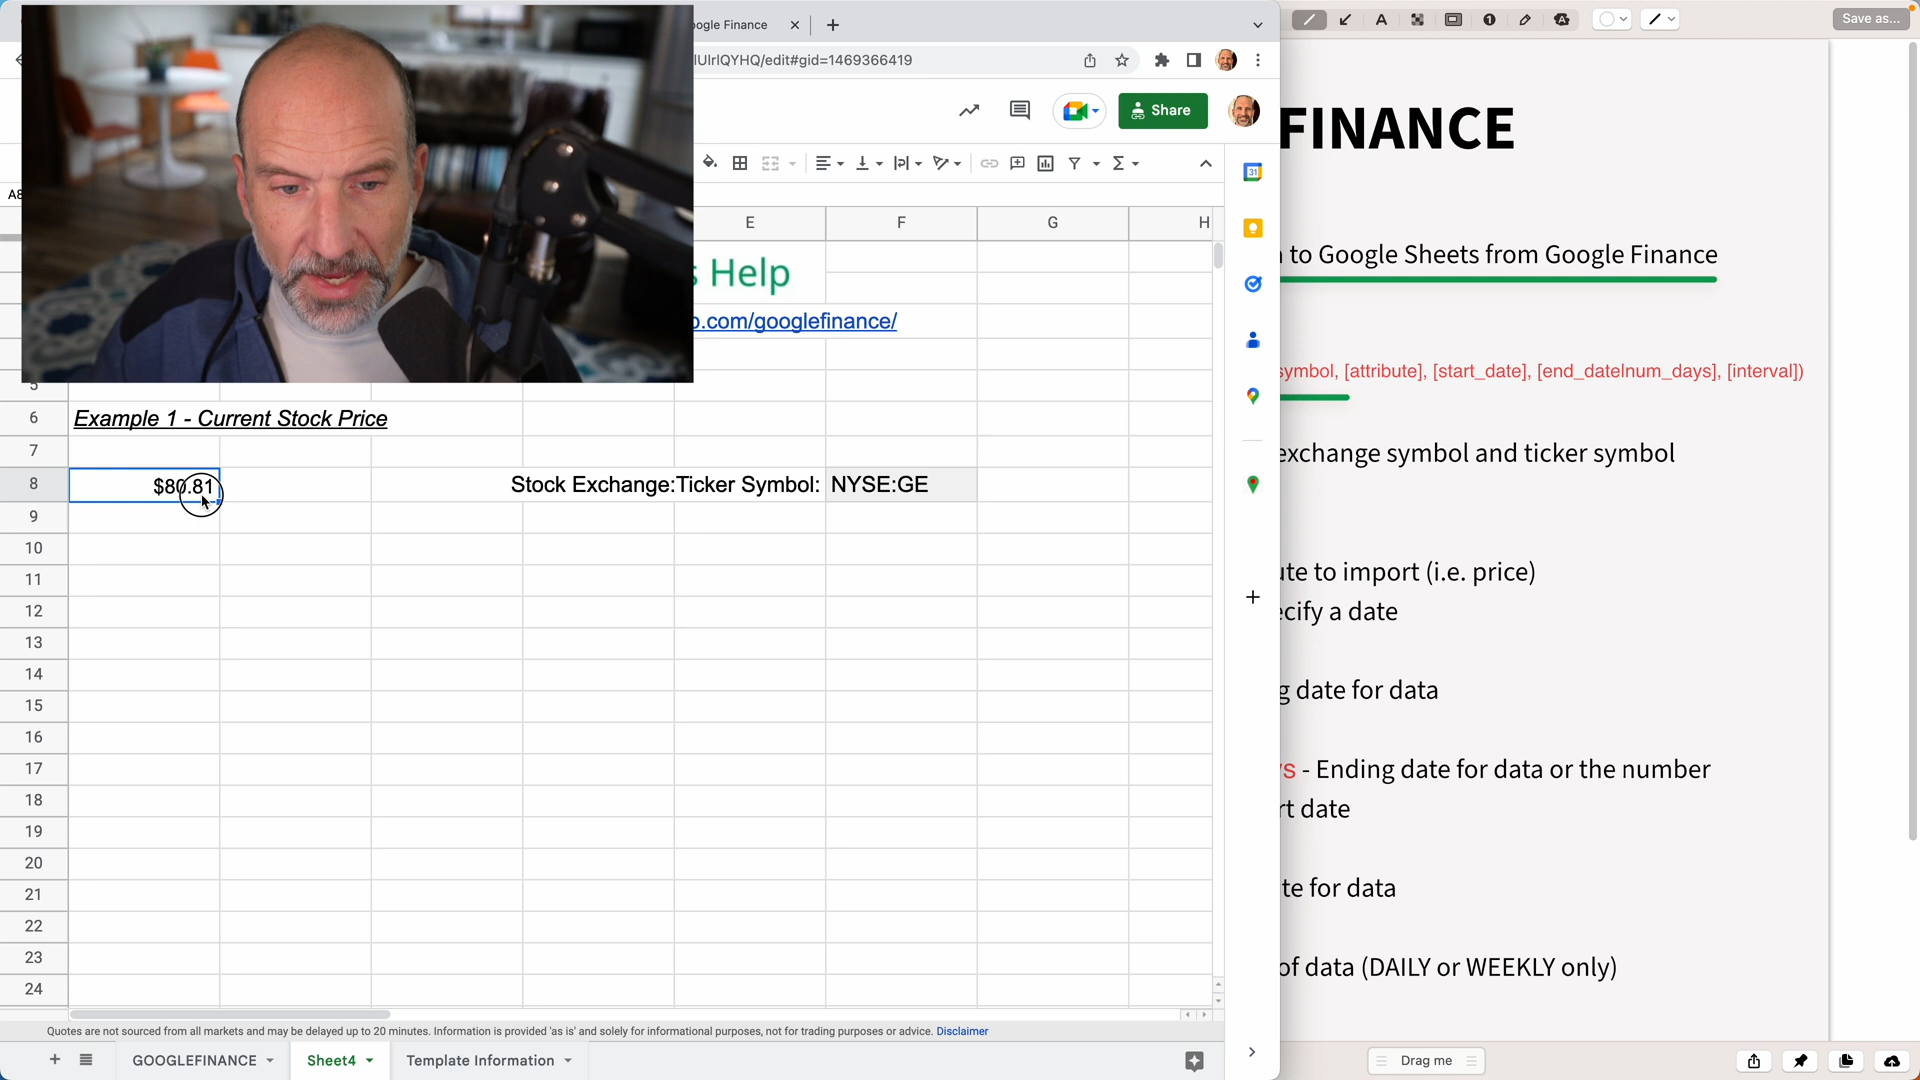 oogle Finance
IUlrIQYHQ/edit#gid=1469366419
Save as...
Share
A8
E F G H
s Help
o.com/googlefinance/
5
6 Example 1 - Current Stock Price
7
8 $80.81 Stock Exchange:Ticker Symbol: NYSE:GE
9
10
11
12
13
14
15
16
17
18
19
20
21
22
23
24
Quotes are not sourced from all markets and may be delayed up to 20 minutes. Information is provided 'as is' and solely for informational purposes, not for trading purposes or advice. Disclaimer
GOOGLEFINANCE Sheet4 Template Information
FINANCE
to Google Sheets from Google Finance
symbol, [attribute], [start_date], [end_date|num_days], [interval])
exchange symbol and ticker symbol
ute to import (i.e. price)
ecify a date
g date for data
s - Ending date for data or the number
rt date
te for data
of data (DAILY or WEEKLY only)
Drag me